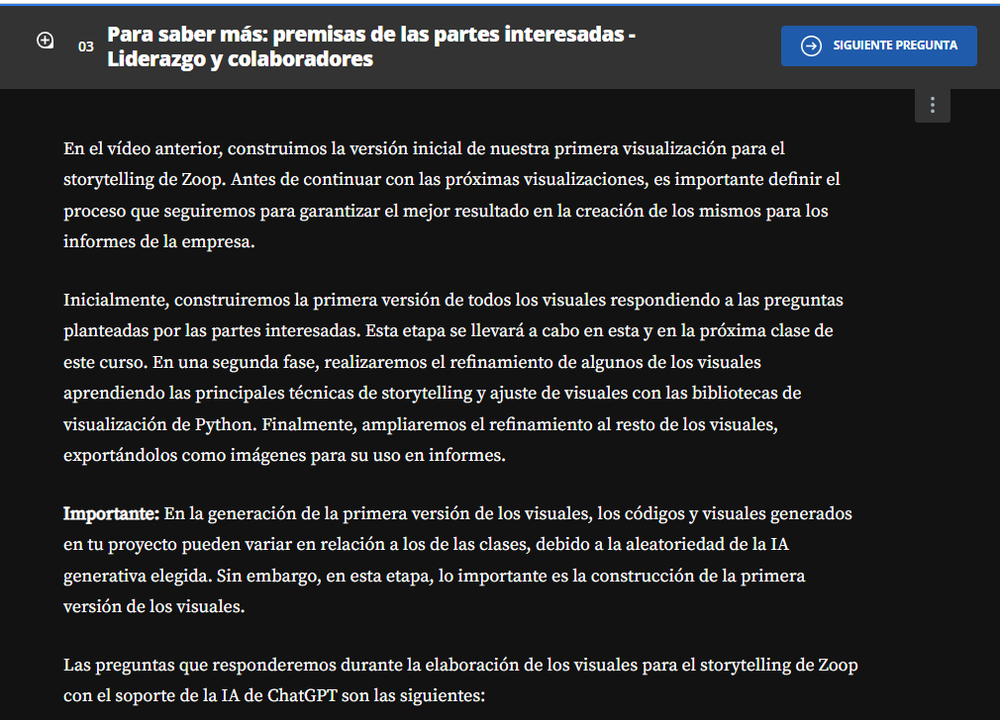 03
Para saber más: premisas de las partes interesadas -
Liderazgo y colaboradores
SIGUIENTE PREGUNTA
En el vídeo anterior, construimos la versión inicial de nuestra primera visualización para el
storytelling de Zoop. Antes de continuar con las próximas visualizaciones, es importante definir el
proceso que seguiremos para garantizar el mejor resultado en la creación de los mismos para los
informes de la empresa.
Inicialmente, construiremos la primera versión de todos los visuales respondiendo a las preguntas
planteadas por las partes interesadas. Esta etapa se llevará a cabo en esta y en la próxima clase de
este curso. En una segunda fase, realizaremos el refinamiento de algunos de los visuales
aprendiendo las principales técnicas de storytelling y ajuste de visuales con las bibliotecas de
visualización de Python. Finalmente, ampliaremos el refinamiento al resto de los visuales,
exportándolos como imágenes para su uso en informes.
Importante: En la generación de la primera versión de los visuales, los códigos y visuales generados
en tu proyecto pueden variar en relación a los de las clases, debido a la aleatoriedad de la IA
generativa elegida. Sin embargo, en esta etapa, lo importante es la construcción de la primera
versión de los visuales.
Las preguntas que responderemos durante la elaboración de los visuales para el storytelling de Zoop
con el soporte de la IA de ChatGPT son las siguientes: